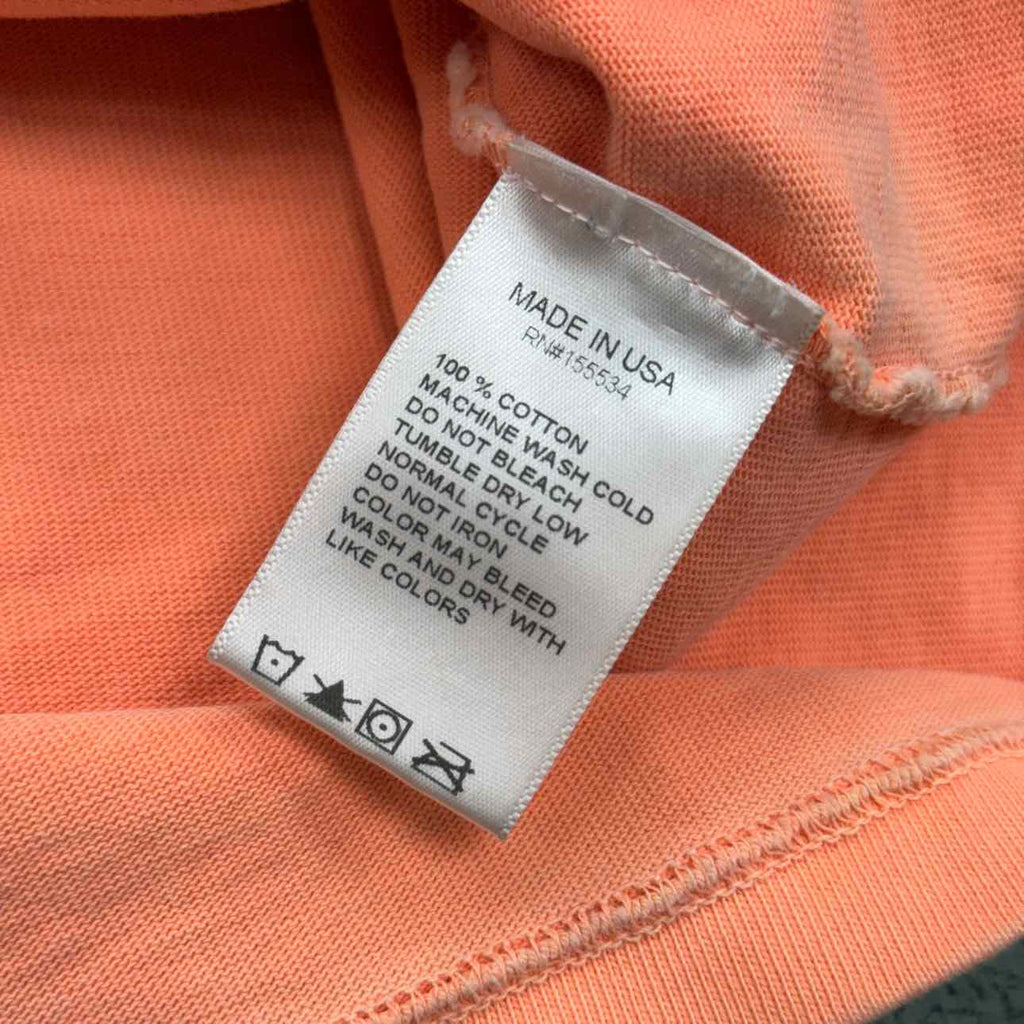 MADE IN USA
RN#155534
100 % COTTON
MACHINE WASH COLD
DO NOT BLEACH
TUMBLE DRY LOW
NORMAL CYCLE
DO NOT IRON
COLOR MAY BLEED
WASH AND DRY WITH
LIKE COLORS